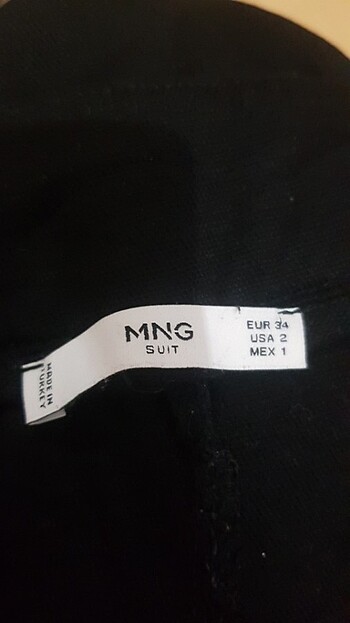 MNG
SUIT
EUR 34
USA 2
MEX 1
MADE IN
TURKEY